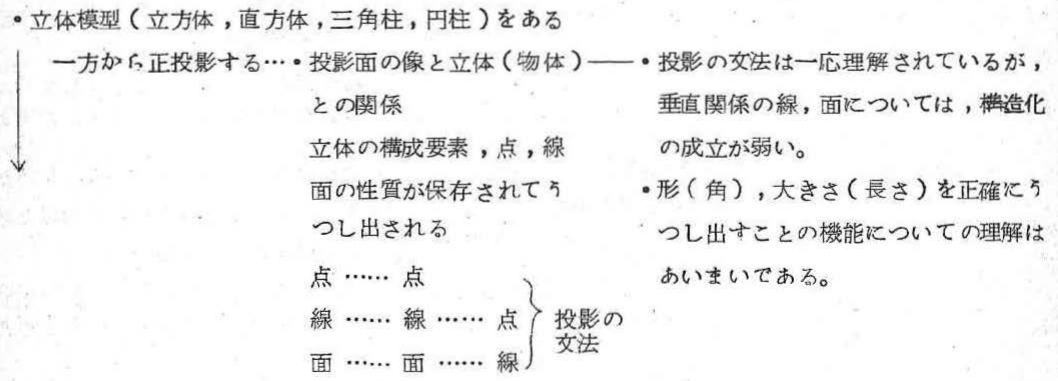 ・立体模型(立方体,直方体,三角柱,円柱)をある
一方から正投影する…・投影面の像と立体(物体)――・投影の文法は一応理解されているが,
との関係
垂直関係の線,面については,構造化
立体の構成要素,点,線
の成立が弱い。
面の性質が保存されてう
・形(角),大きさ(長さ)を正確にう
つし出される
つし出すことの機能についての理解は
あいまいである。
点……点
線……線……点
面……面……線
投影の
文法